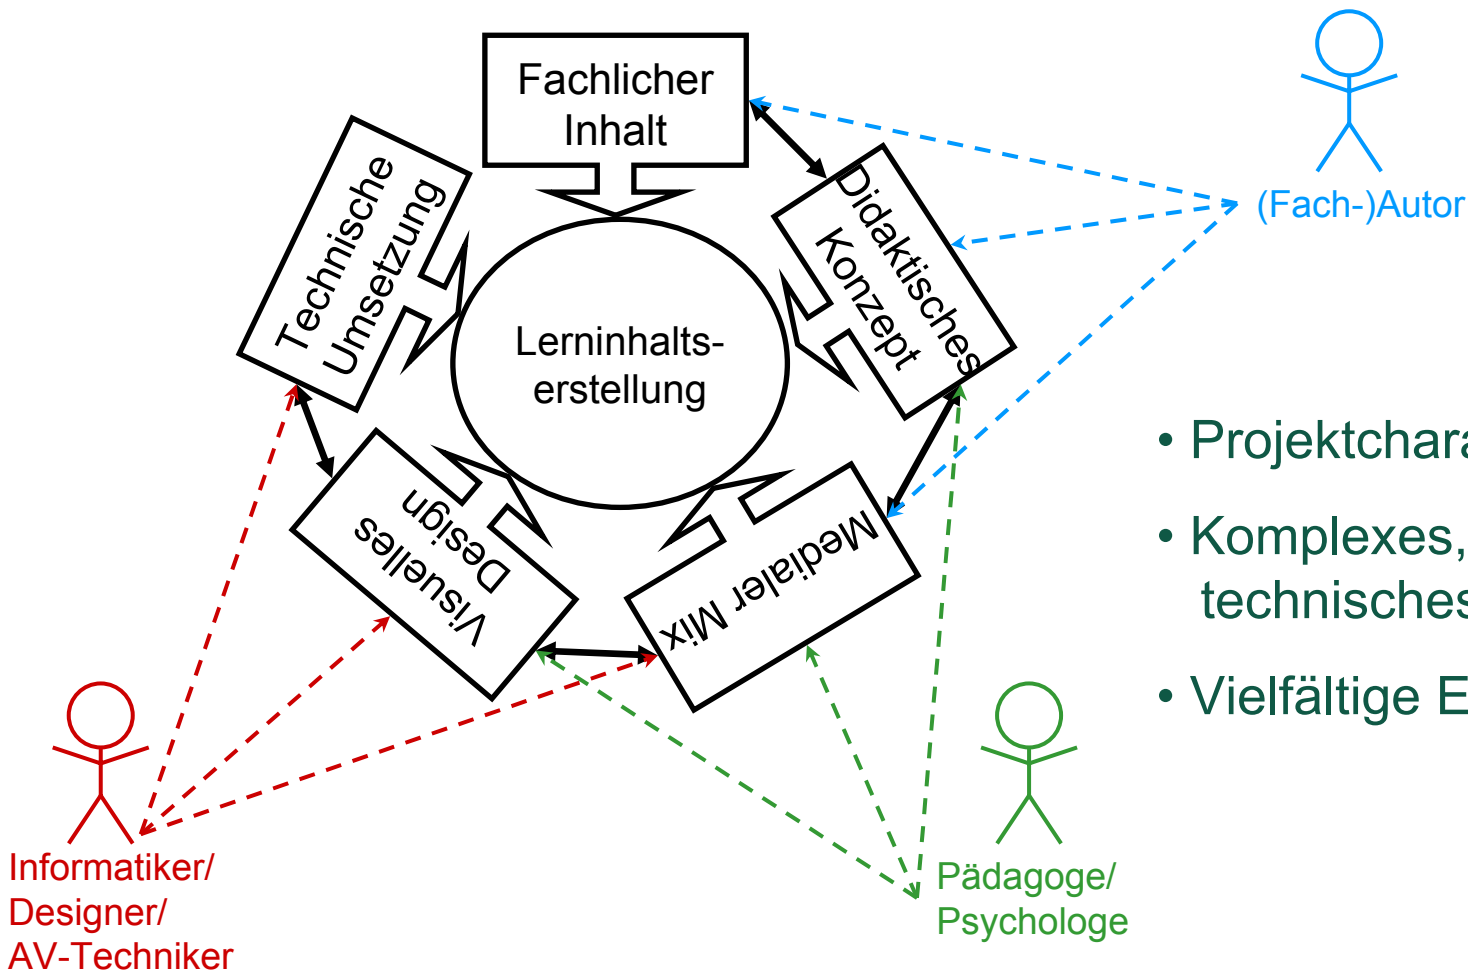 Fachlicher
Inhalt
Didaktisches
Konzept
Medialer Mix
Visuelles
Design
Technische
Umsetzung
Lerninhalts-
erstellung
(Fach-)Autor
• Projektchara
• Komplexes,
technisches
• Vielfältige E
Informatiker/
Designer/
AV-Techniker
Pädagoge/
Psychologe